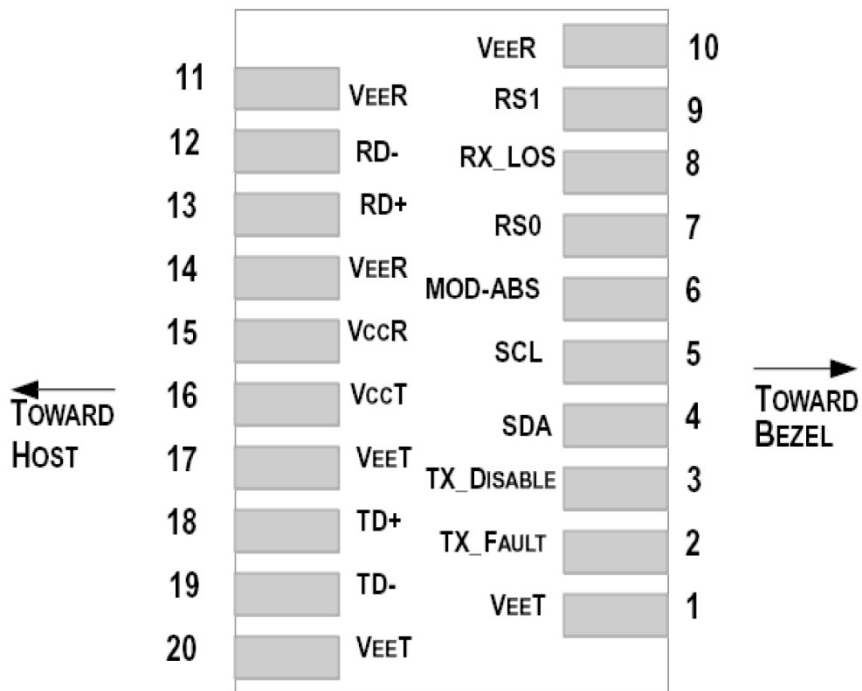 VEER 10
11 VEER
RS1 9
12 RD-
RX_LOS 8
13 RD+
RS0 7
14 VEER
MOD-ABS 6
15 VCCR
SCL 5
16 VCCT
TOWARD
HOST
TOWARD
BEZEL
SDA 4
17 VEET
TX_DISABLE 3
18 TD+
TX_FAULT 2
19 TD-
VEET 1
20 VEET